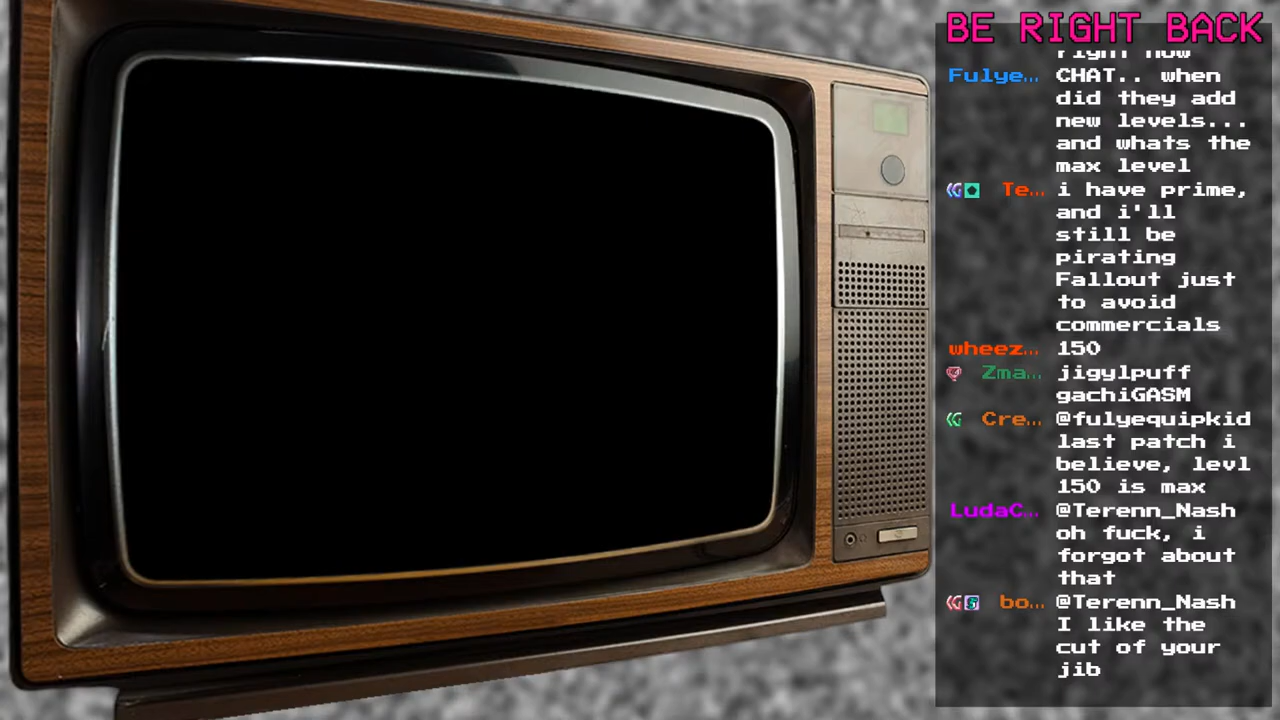 BE RIGHT BACK
right now
Fulye... CHAT.. when
did they add
new levels...
and whats the
max level
Te... i have prime,
and i'll
still be
pirating
Fallout just
to avoid
commercials
wheez... 150
Zma... jigylpuff
gachiGASM
Cre... @fulyequipkid
last patch i
believe, levl
150 is max
LudaC... @Terenn_Nash
oh fuck, i
forgot about
that
bo... @Terenn_Nash
I like the
cut of your
jib